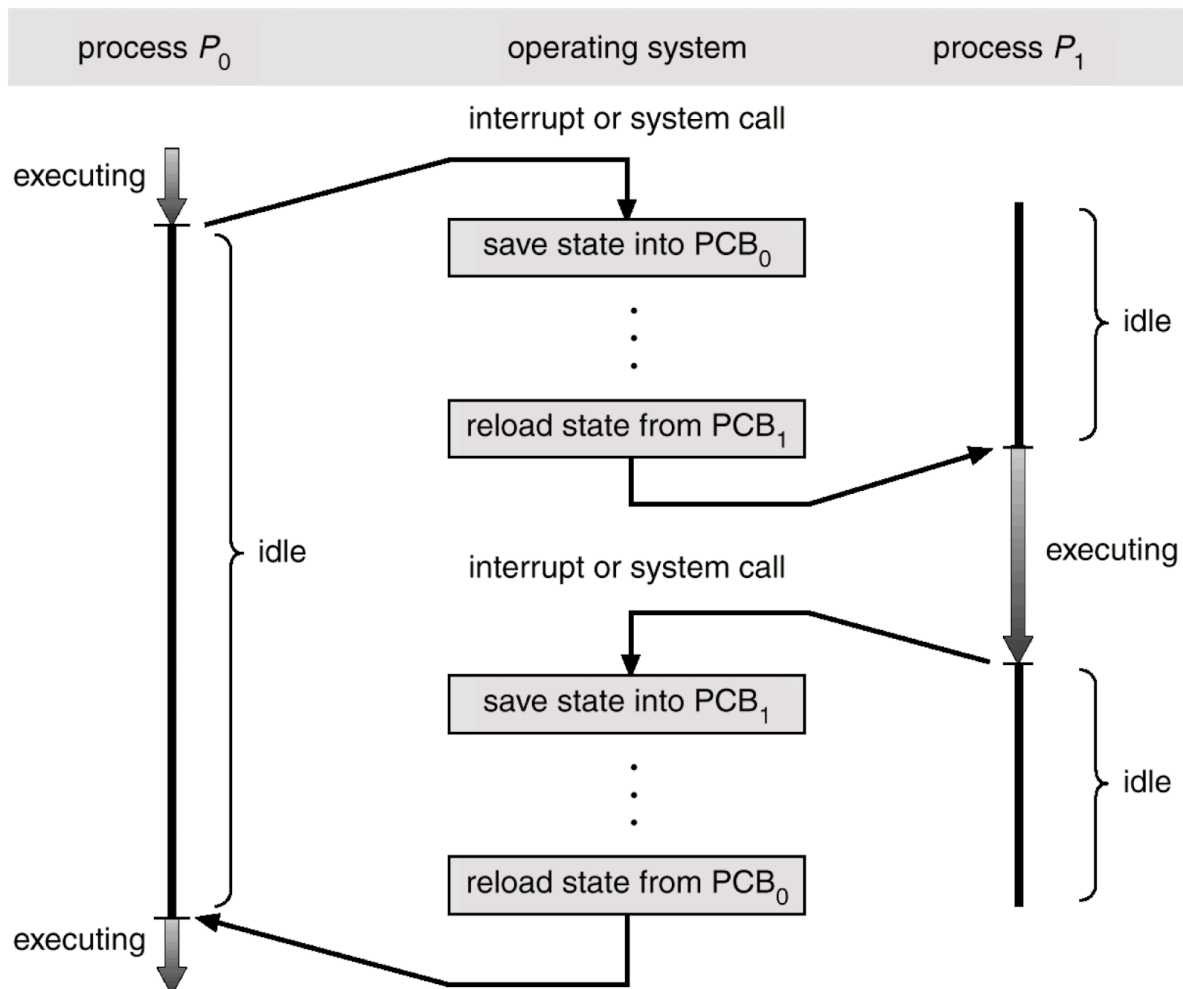 process P0
operating system
process P1
interrupt or system call
executing
save state into PCB0
idle
reload state from PCB1
idle
interrupt or system call
executing
save state into PCB1
idle
reload state from PCB0
executing